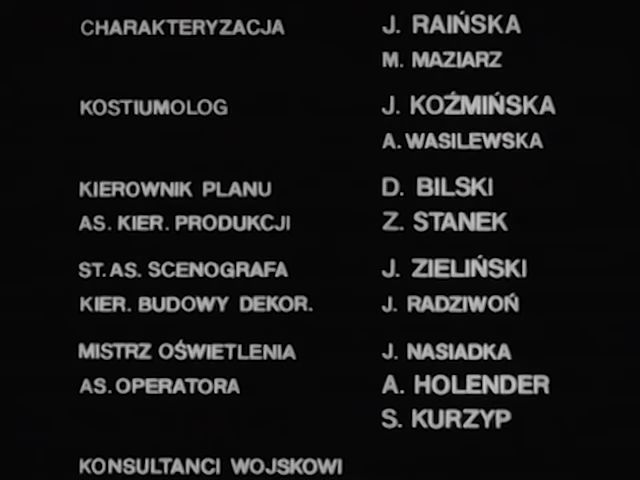 CHARAKTERYZACJA J. RAIŃSKA
M. MAZIARZ
KOSTIUMOLOG J. KOŹMIŃSKA
A. WASILEWSKA
KIEROWNIK PLANU D. BILSKI
AS. KIER. PRODUKCJI Z. STANEK
ST. AS. SCENOGRAFA J. ZIELIŃSKI
KIER. BUDOWY DEKOR. J. RADZIWOŃ
MISTRZ OŚWIETLENIA J. NASIADKA
AS. OPERATORA A. HOLENDER
S. KURZYP
KONSULTANCI WOJSKOWI